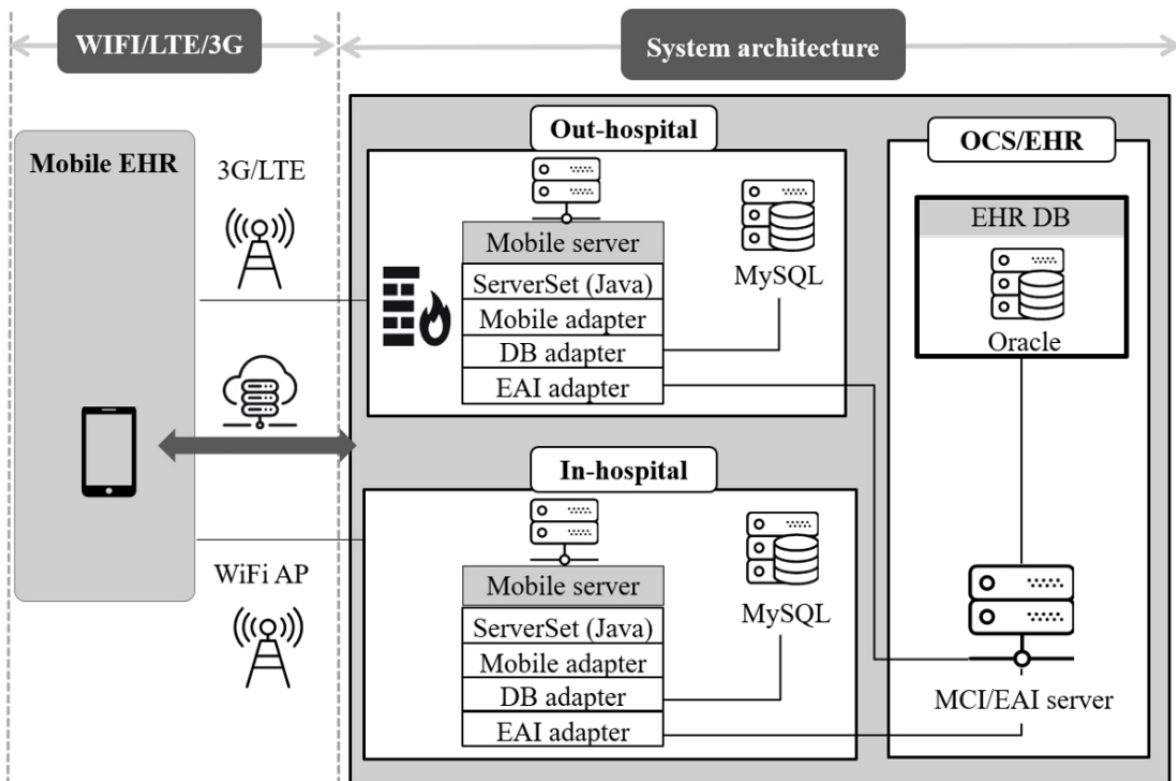 WIFI/LTE/3G
System architecture
Mobile EHR
3G/LTE
WiFi AP
Out-hospital
Mobile server
ServerSet (Java)
Mobile adapter
DB adapter
EAI adapter
MySQL
In-hospital
Mobile server
ServerSet (Java)
Mobile adapter
DB adapter
EAI adapter
MySQL
OCS/EHR
EHR DB
Oracle
MCI/EAI server